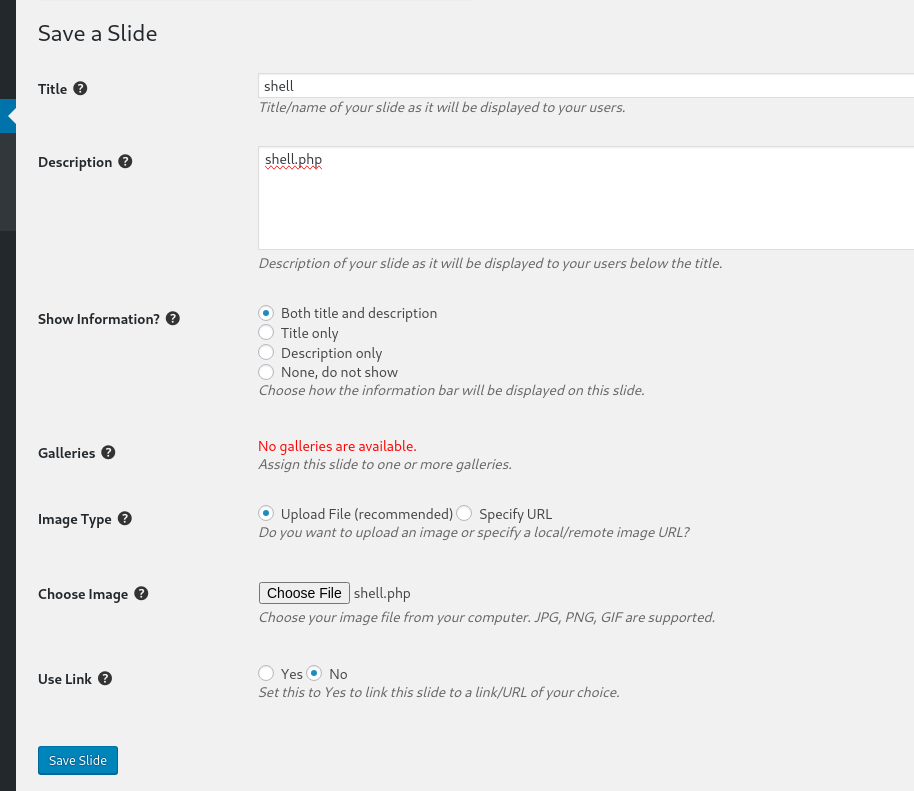 Save a Slide
Title ?
shell
Title/name of your slide as it will be displayed to your users.
Description ?
shell.php
Description of your slide as it will be displayed to your users below the title.
Show Information? ?
Both title and description
Title only
Description only
None, do not show
Choose how the information bar will be displayed on this slide.
Galleries ?
No galleries are available.
Assign this slide to one or more galleries.
Image Type ?
Upload File (recommended) Specify URL
Do you want to upload an image or specify a local/remote image URL?
Choose Image ?
Choose File shell.php
Choose your image file from your computer. JPG, PNG, GIF are supported.
Use Link ?
Yes No
Set this to Yes to link this slide to a link/URL of your choice.
Save Slide